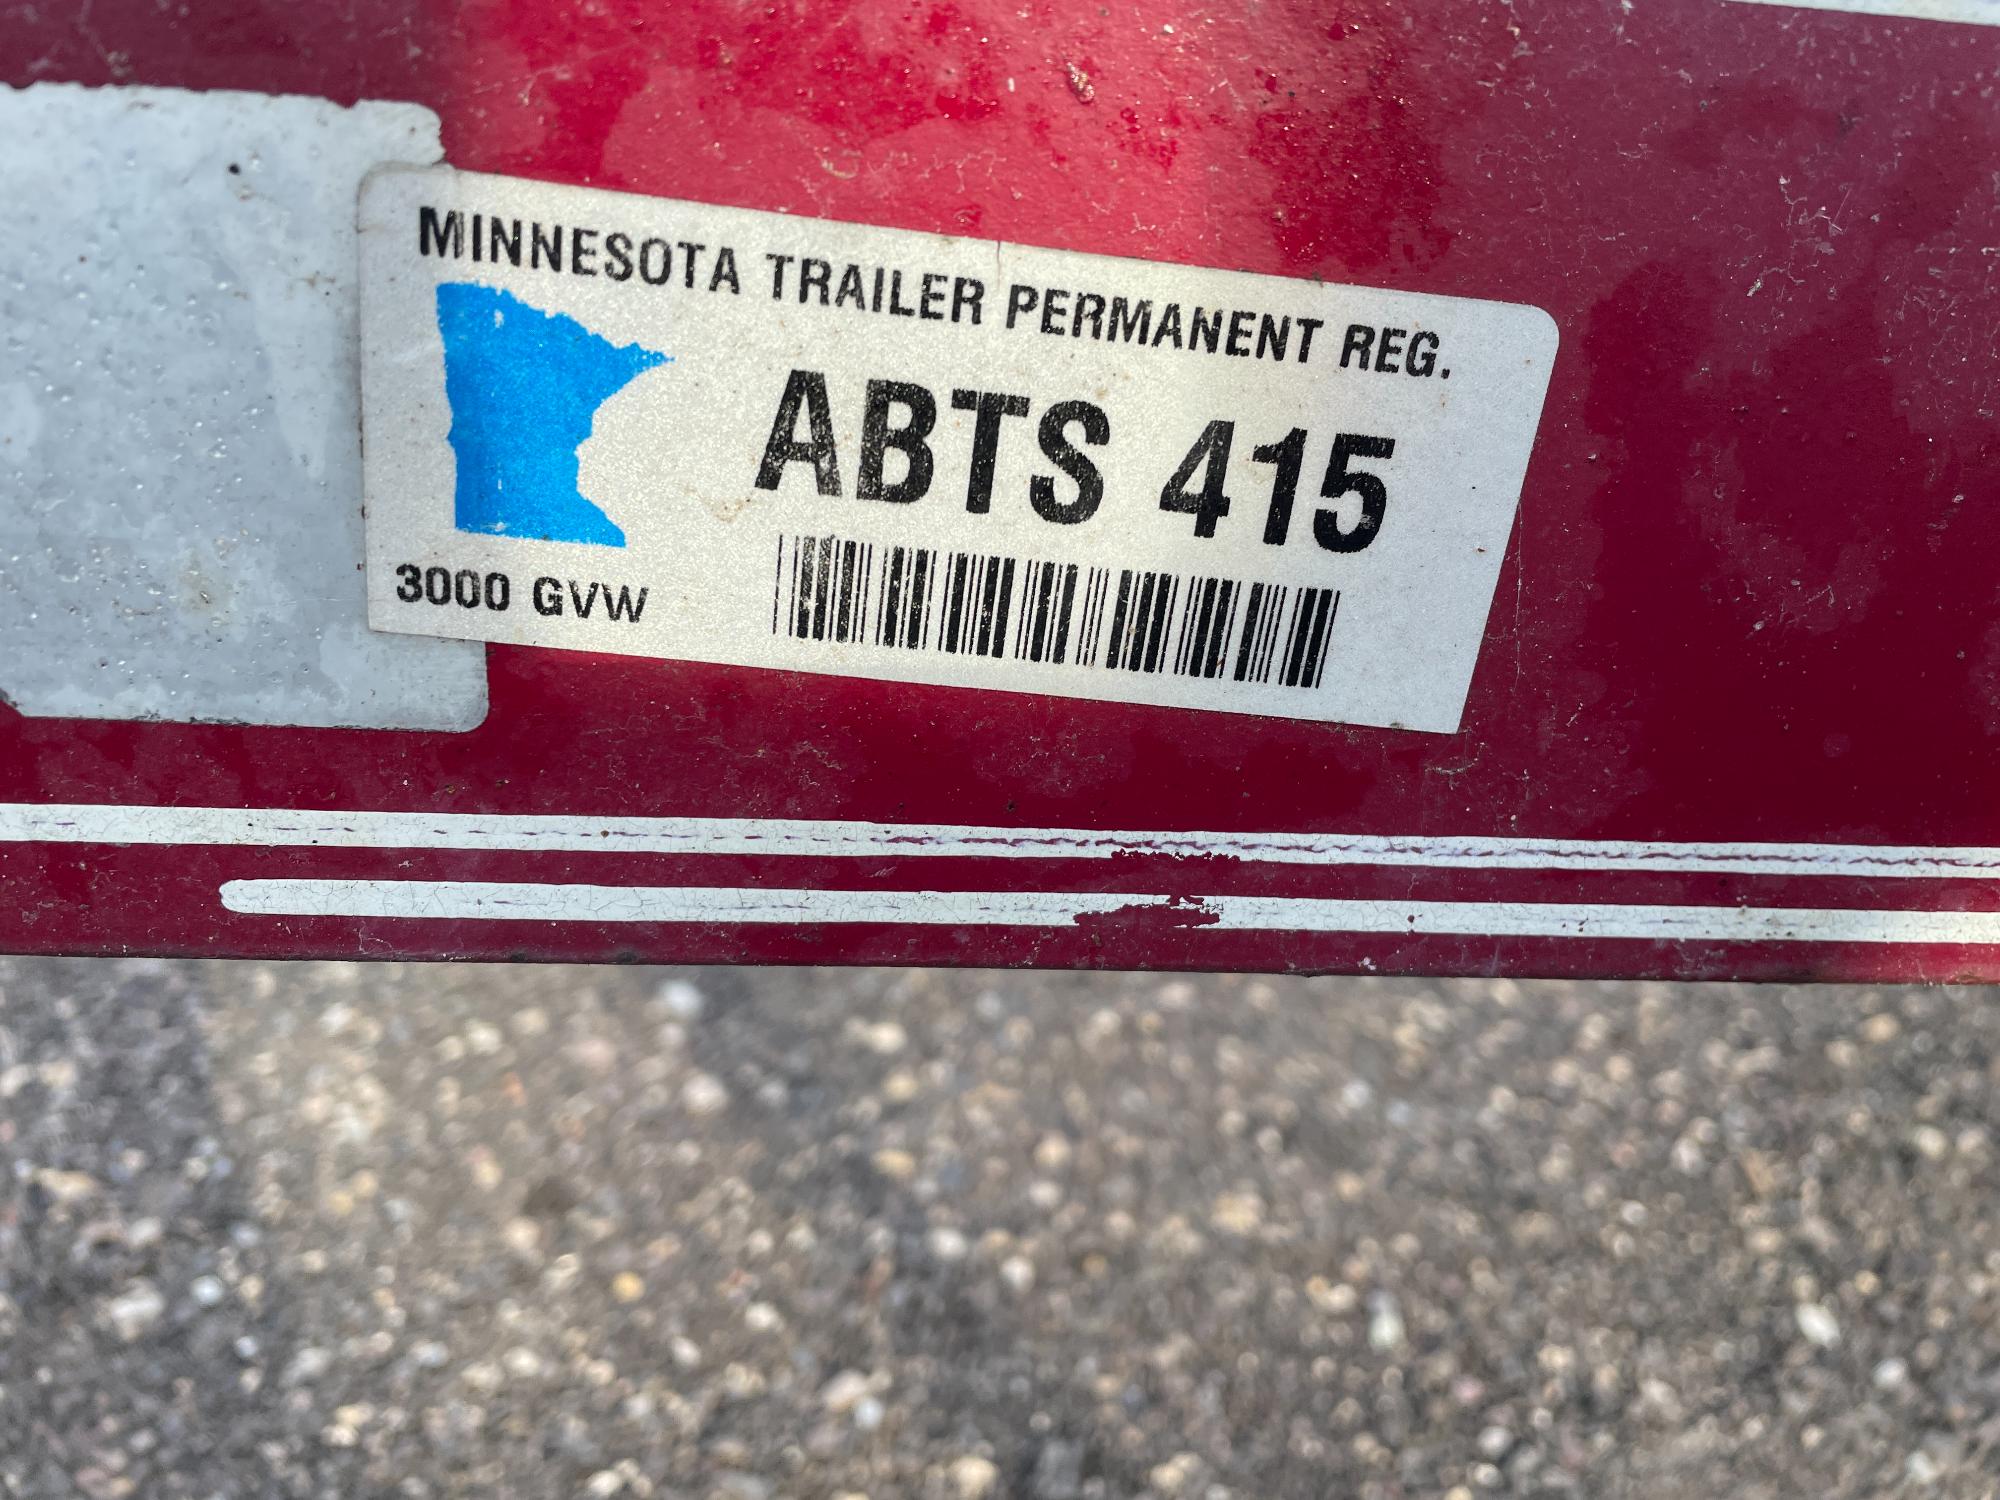 MINNESOTA TRAILER PERMANENT REG.
ABTS 415
3000 GVW